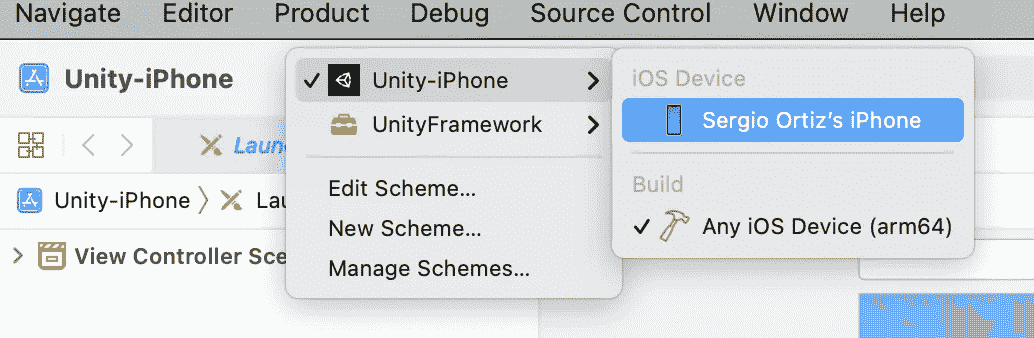 Navigate Editor Product Debug Source Control Window Help
Unity-iPhone
Unity-iPhone
UnityFramework
Edit Scheme...
New Scheme...
Manage Schemes...
iOS Device
Sergio Ortiz’s iPhone
Build
Any iOS Device (arm64)
Unity-iPhone
View Controller